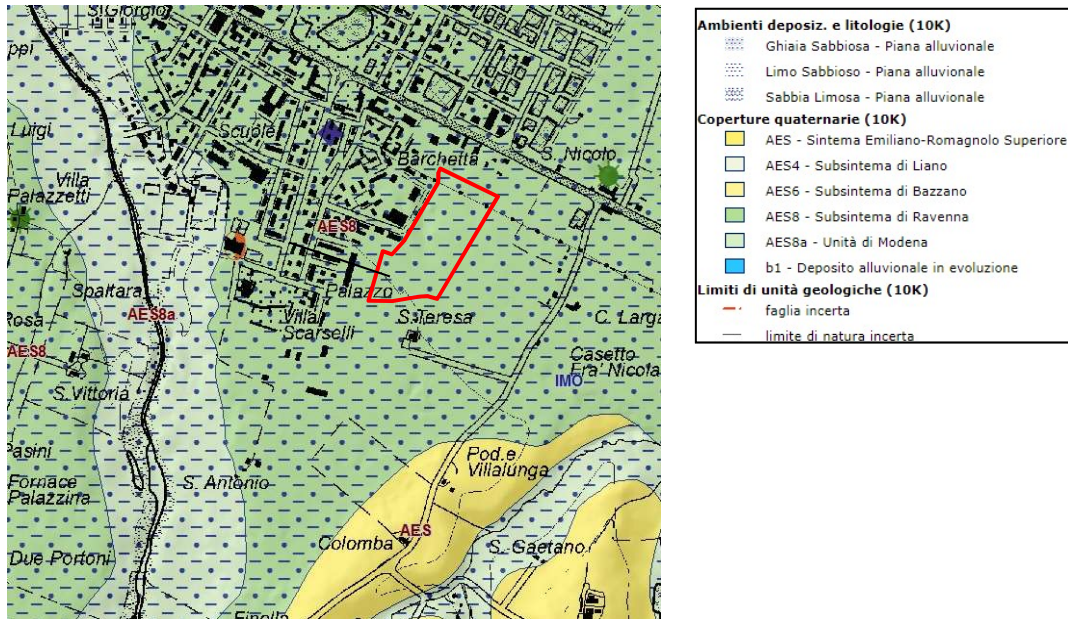 S. Giorgio
ppi
Luigi
Scuole
Barchetta
S. Nicolo
Villa
Palazzetti
AES8
Spaltara
Palazzo
AES8a
Rosa
Villa
Scarselli
S. Teresa
C. Larga
AES8
Casetto
Fra' Nicola
IMO
S. Vittoria
Pasini
Pod.e
Villalunga
Fornace
Palazzina
S. Antonio
AES
Colomba
S. Gaetano
Due Portoni
Ambienti deposiz. e litologie (10K)
Ghiaia Sabbiosa - Piana alluvionale
Limo Sabbioso - Piana alluvionale
Sabbia Limosa - Piana alluvionale
Coperture quaternarie (10K)
AES - Sintema Emiliano-Romagnolo Superiore
AES4 - Subsintema di Liano
AES6 - Subsintema di Bazzano
AES8 - Subsintema di Ravenna
AES8a - Unità di Modena
b1 - Deposito alluvionale in evoluzione
Limiti di unità geologiche (10K)
faglia incerta
limite di natura incerta